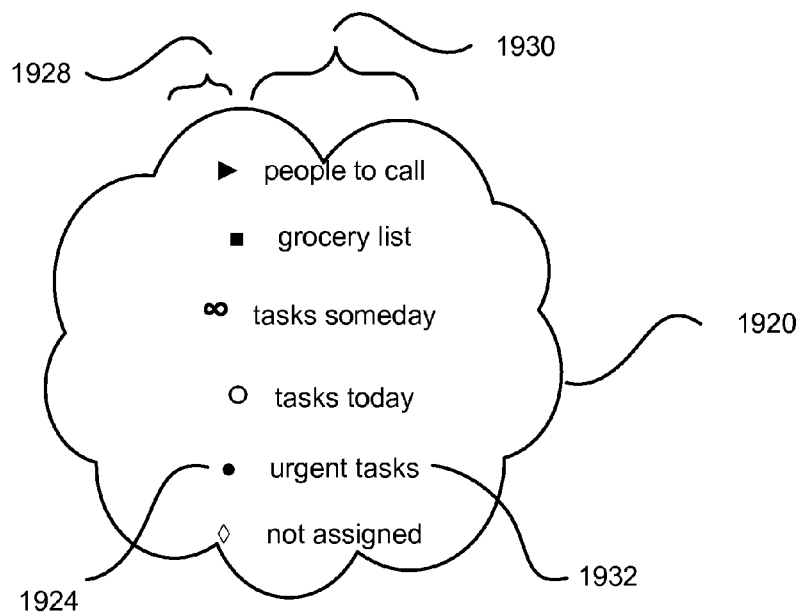 1930
1928
▶ people to call
■ grocery list
∞ tasks someday
1920
○ tasks today
● urgent tasks
◊ not assigned
1932
1924